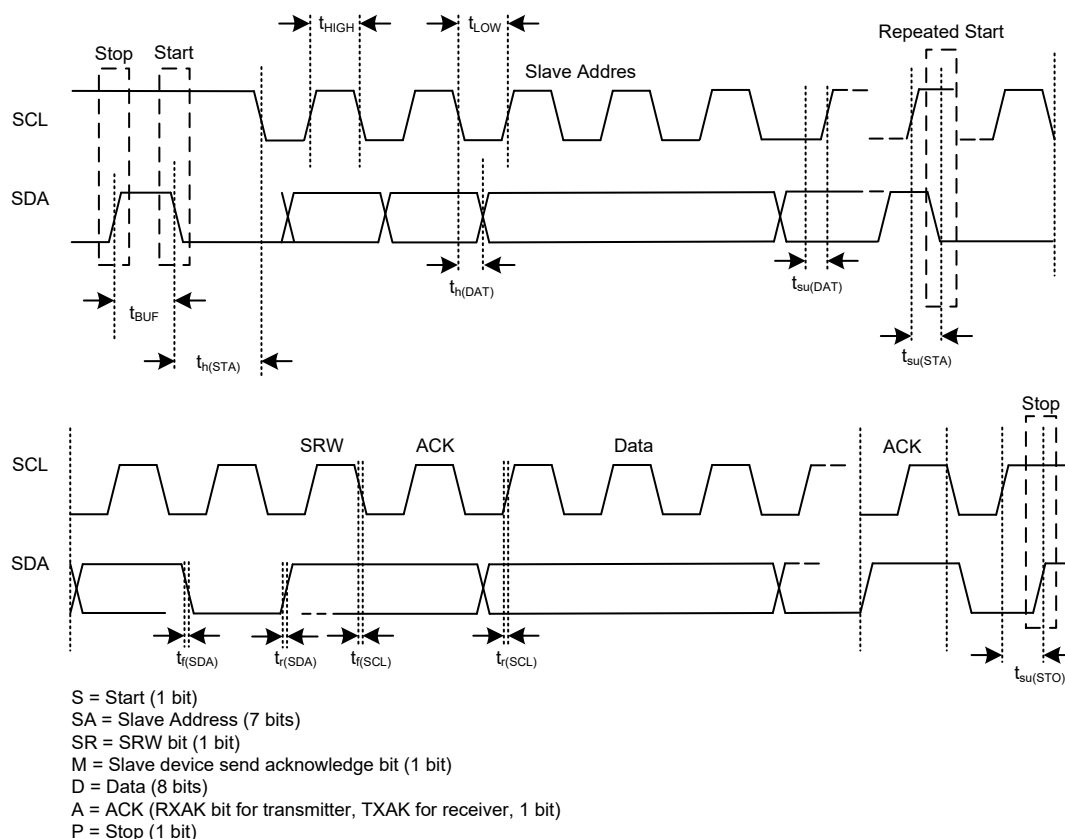 tHIGH
tLOW
Stop
Start
Repeated Start
Slave Addres
SCL
SDA
th(DAT)
tsu(DAT)
tBUF
tsu(STA)
th(STA)
Stop
SRW
ACK
Data
ACK
SCL
SDA
tf(SDA)
tr(SDA)
tf(SCL)
tr(SCL)
tsu(STO)
S = Start (1 bit)
SA = Slave Address (7 bits)
SR = SRW bit (1 bit)
M = Slave device send acknowledge bit (1 bit)
D = Data (8 bits)
A = ACK (RXAK bit for transmitter, TXAK for receiver, 1 bit)
P = Stop (1 bit)